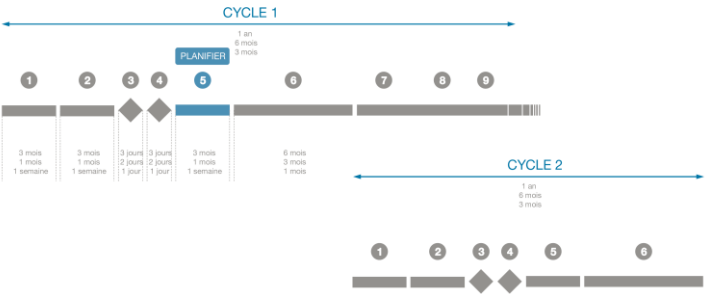 CYCLE 1
1 an
6 mois
3 mois
PLANIFIER
1 2 3 4 5 6 7 8 9
3 mois 3 mois 3 jours 3 jours 3 mois 6 mois
1 mois 1 mois 2 jours 2 jours 1 mois 3 mois
1 semaine 1 semaine 1 jour 1 jour 1 semaine 1 mois
CYCLE 2
1 an
6 mois
3 mois
1 2 3 4 5 6